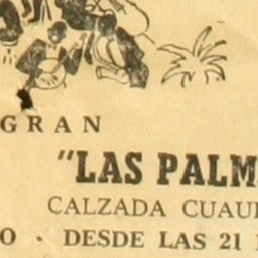 GRAN
"LAS PALM
CALZADA CUAU
O · DESDE LAS 21